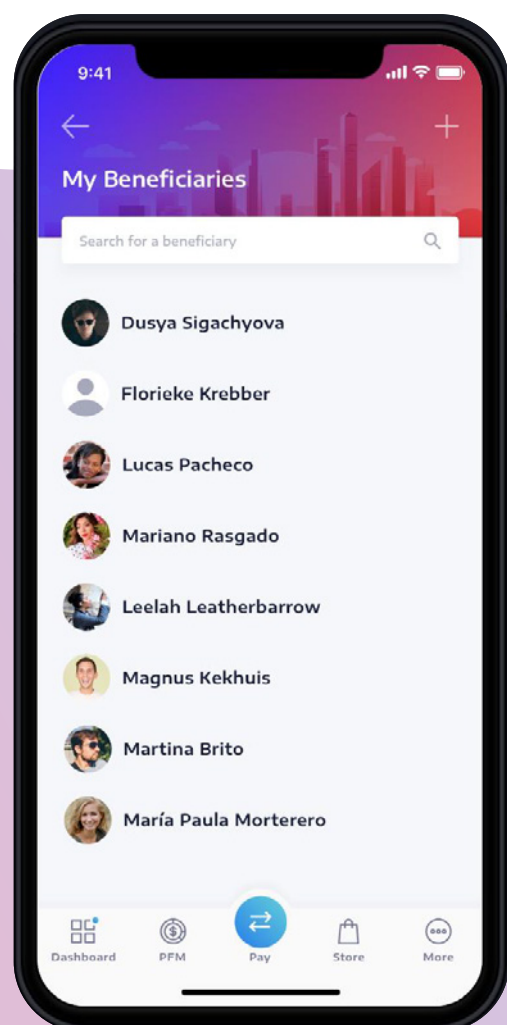 9:41
My Beneficiaries
Search for a beneficiary
Dusya Sigachyova
Florieke Krebber
Lucas Pacheco
Mariano Rasgado
Leelah Leatherbarrow
Magnus Kekhuis
Martina Brito
María Paula Morterero
Dashboard PFM Pay Store More